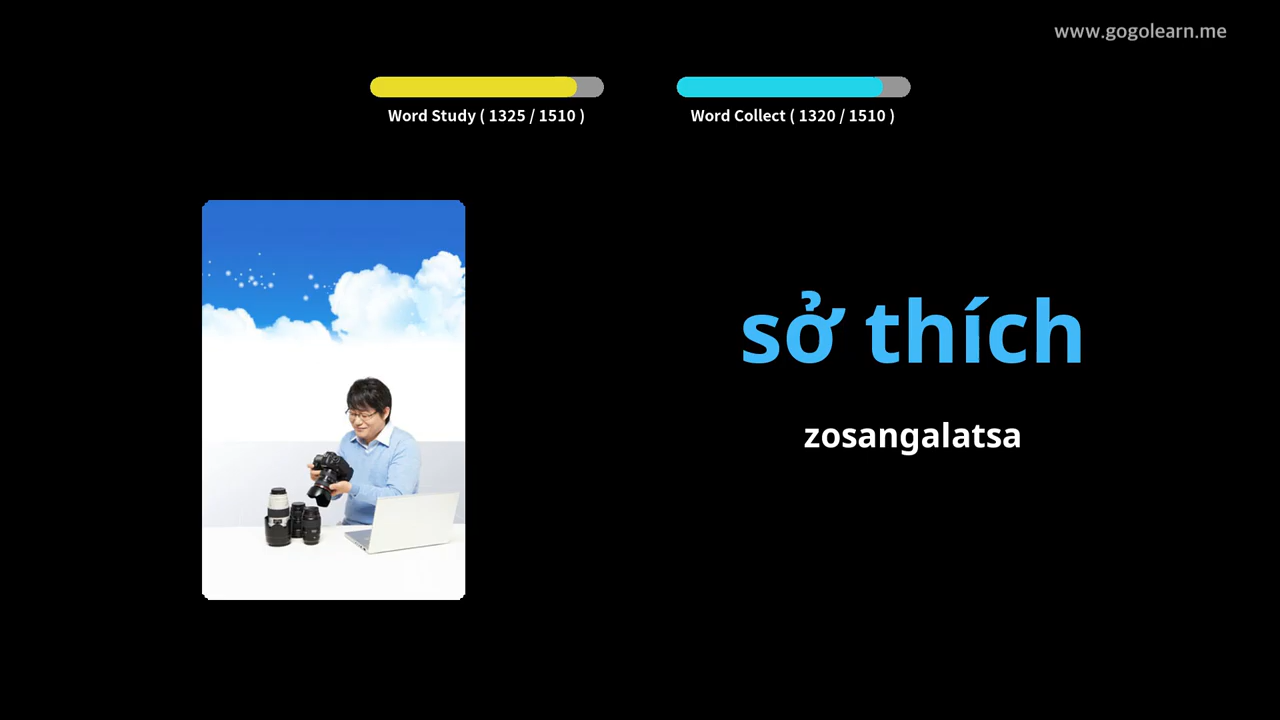 www.gogolearn.me
Word Study ( 1325 / 1510 )
Word Collect ( 1320 / 1510 )
sở thích
zosangalatsa